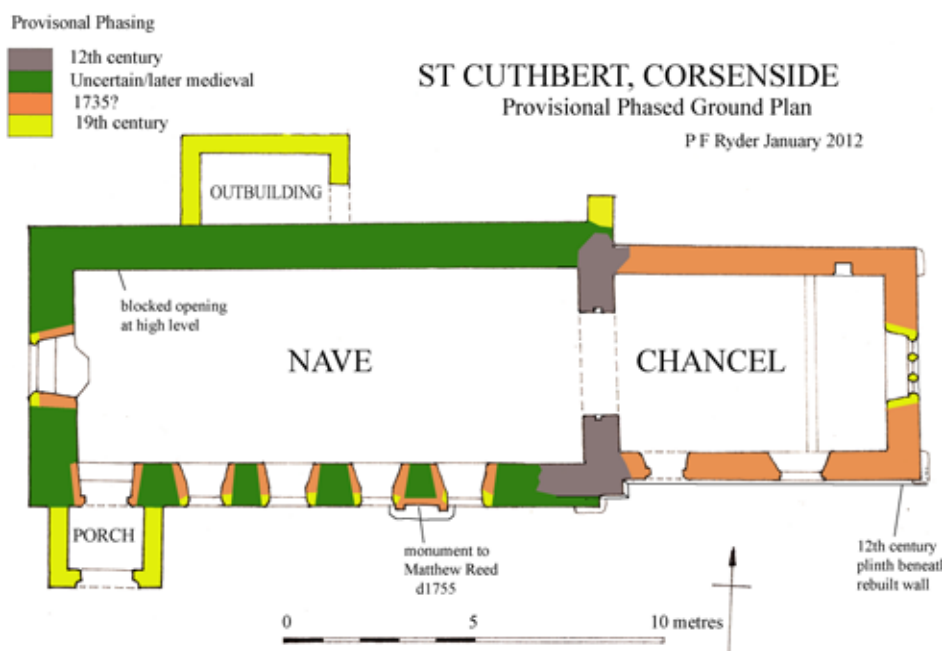 Provisonal Phasing
12th century
Uncertain/later medieval
1735?
19th century
ST CUTHBERT, CORSENSIDE
Provisional Phased Ground Plan
P F Ryder January 2012
OUTBUILDING
blocked opening
at high level
NAVE
CHANCEL
PORCH
monument to
Matthew Reed
d1755
12th century
plinth beneath
rebuilt wall
0 5 10 metres